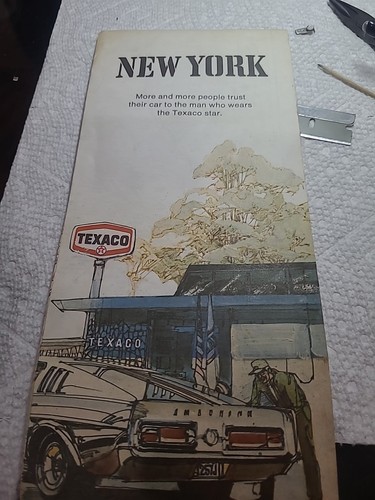 NEW YORK
More and more people trust
their car to the man who wears
the Texaco star.
TEXACO
TEXACO